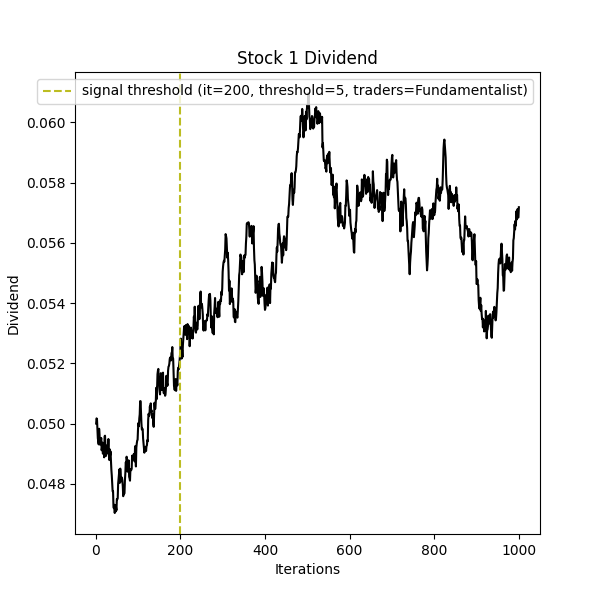 Stock 1 Dividend
signal threshold (it=200, threshold=5, traders=Fundamentalist)
0.060
0.058
0.056
0.054
0.052
0.050
0.048
Dividend
0 200 400 600 800 1000
Iterations